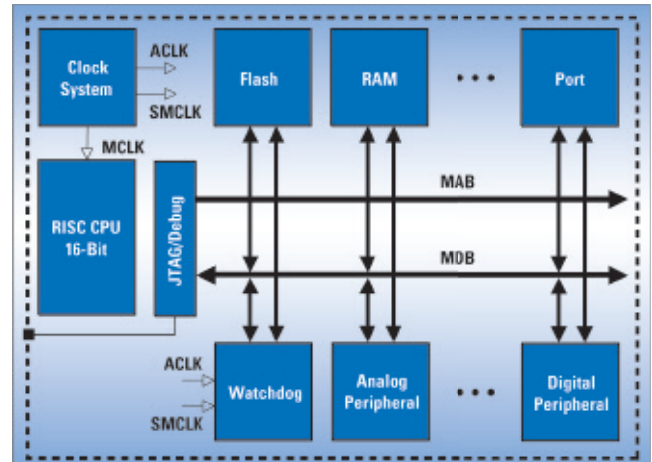 Clock
System
ACLK
SMCLK
Flash
RAM
Port
MCLK
RISC CPU
16-Bit
JTAG/Debug
MAB
MDB
ACLK
SMCLK
Watchdog
Analog
Peripheral
Digital
Peripheral